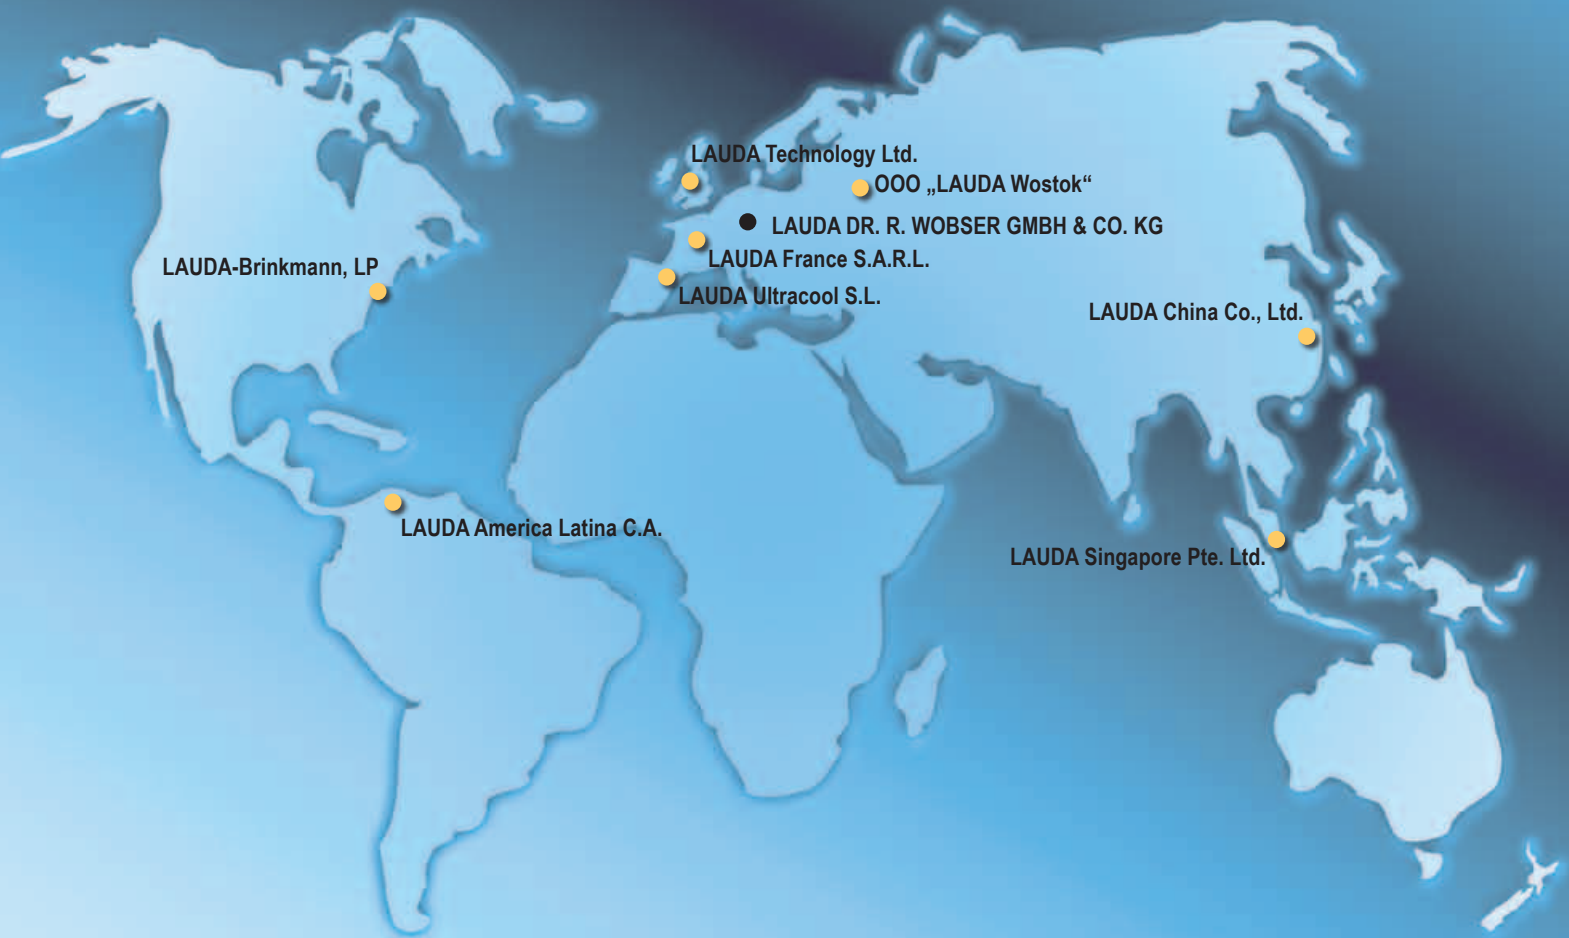 LAUDA Technology Ltd.
OOO „LAUDA Wostok“
LAUDA DR. R. WOBSER GMBH & CO. KG
LAUDA France S.A.R.L.
LAUDA-Brinkmann, LP
LAUDA Ultracool S.L.
LAUDA China Co., Ltd.
LAUDA America Latina C.A.
LAUDA Singapore Pte. Ltd.